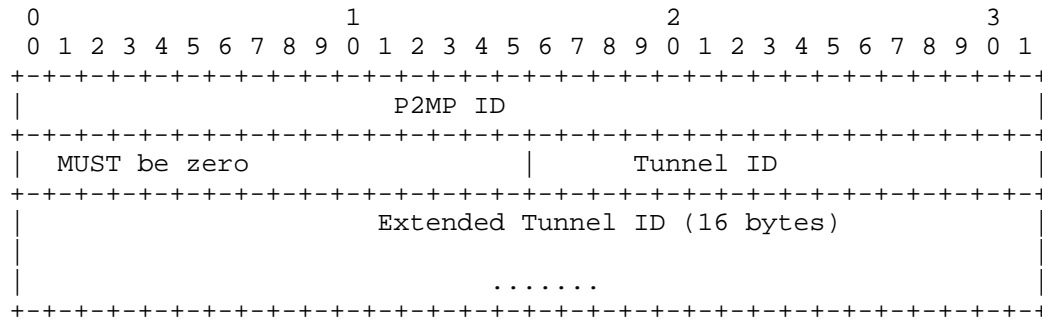 0                   1                   2                   3
 0 1 2 3 4 5 6 7 8 9 0 1 2 3 4 5 6 7 8 9 0 1 2 3 4 5 6 7 8 9 0 1
+-+-+-+-+-+-+-+-+-+-+-+-+-+-+-+-+-+-+-+-+-+-+-+-+-+-+-+-+-+-+-+-+
|                       P2MP ID                                 |
+-+-+-+-+-+-+-+-+-+-+-+-+-+-+-+-+-+-+-+-+-+-+-+-+-+-+-+-+-+-+-+-+
|  MUST be zero                 |      Tunnel ID                |
+-+-+-+-+-+-+-+-+-+-+-+-+-+-+-+-+-+-+-+-+-+-+-+-+-+-+-+-+-+-+-+-+
|                      Extended Tunnel ID (16 bytes)            |
|                                                               |
|                             .......                           |
+-+-+-+-+-+-+-+-+-+-+-+-+-+-+-+-+-+-+-+-+-+-+-+-+-+-+-+-+-+-+-+-+